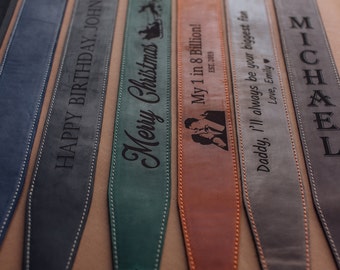 HAPPY BIRTHDAY, JOHN
Merry Christmas
My 1 in 8 Billion!
EST. 2015
Daddy, I'll always be your biggest fan
Love, Emily ♥
MICHAEL